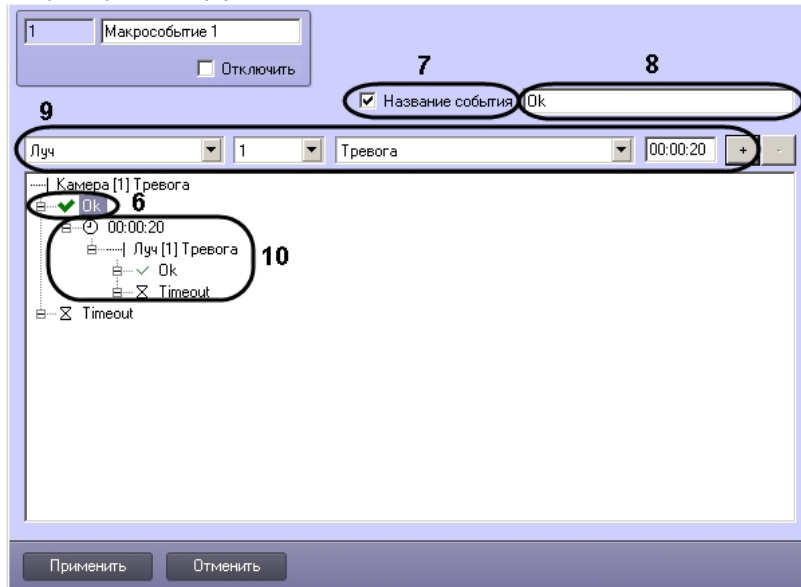 1 Макрособытие 1
Отключить
7 8
Название события Ok
9
Луч 1 Тревога 00:00:20 + -
Камера [1] Тревога
Ok 6
00:00:20
Луч [1] Тревога 10
Ok
Timeout
Timeout
Применить Отменить